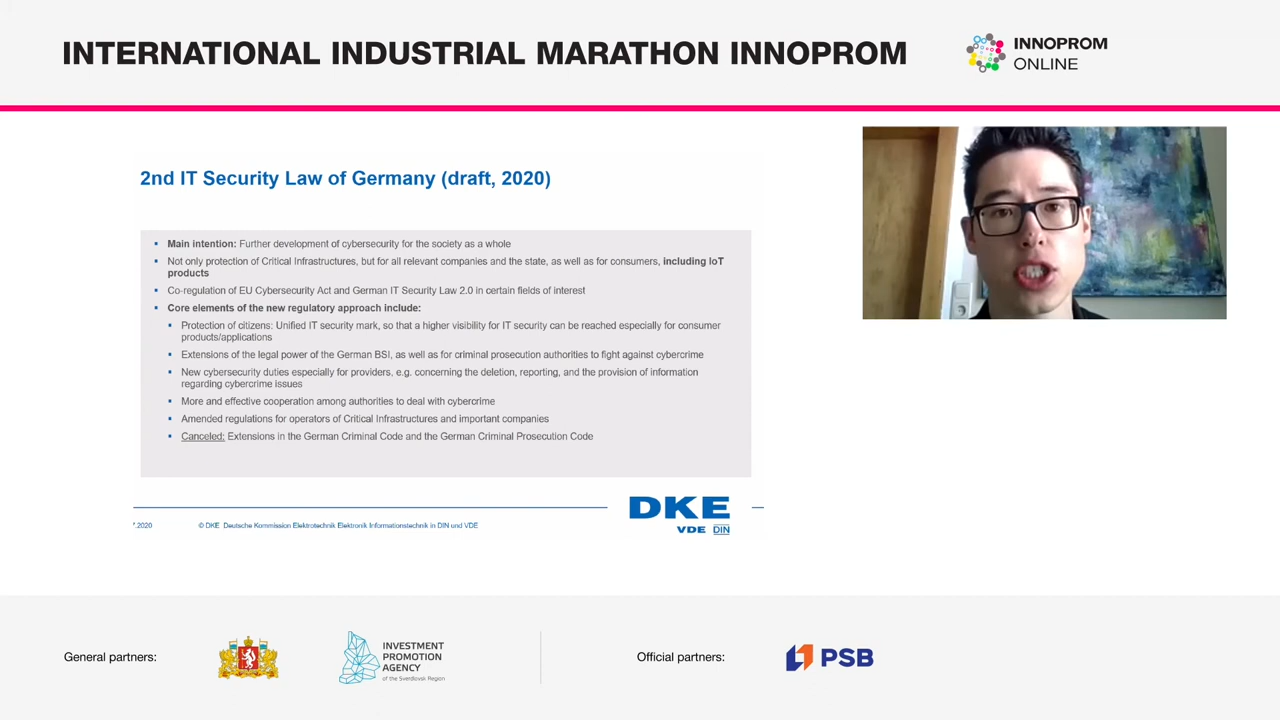 INTERNATIONAL INDUSTRIAL MARATHON INNOPROM
INNOPROM
ONLINE
2nd IT Security Law of Germany (draft, 2020)
Main intention: Further development of cybersecurity for the society as a whole
Not only protection of Critical Infrastructures, but for all relevant companies and the state, as well as for consumers, including IoT
products
Co-regulation of EU Cybersecurity Act and German IT Security Law 2.0 in certain fields of interest
Core elements of the new regulatory approach include:
Protection of citizens: Unified IT security mark, so that a higher visibility for IT security can be reached especially for consumer
products/applications
Extensions of the legal power of the German BSI, as well as for criminal prosecution authorities to fight against cybercrime
New cybersecurity duties especially for providers, e.g. concerning the deletion, reporting, and the provision of information
regarding cybercrime issues
More and effective cooperation among authorities to deal with cybercrime
Amended regulations for operators of Critical Infrastructures and important companies
Canceled: Extensions in the German Criminal Code and the German Criminal Prosecution Code
DKE
VDE DIN
.2020
© DKE Deutsche Kommission Elektrotechnik Elektronik Informationstechnik in DIN und VDE
General partners:
INVESTMENT
PROMOTION
AGENCY
of the Sverdlovsk Region
Official partners:
PSB